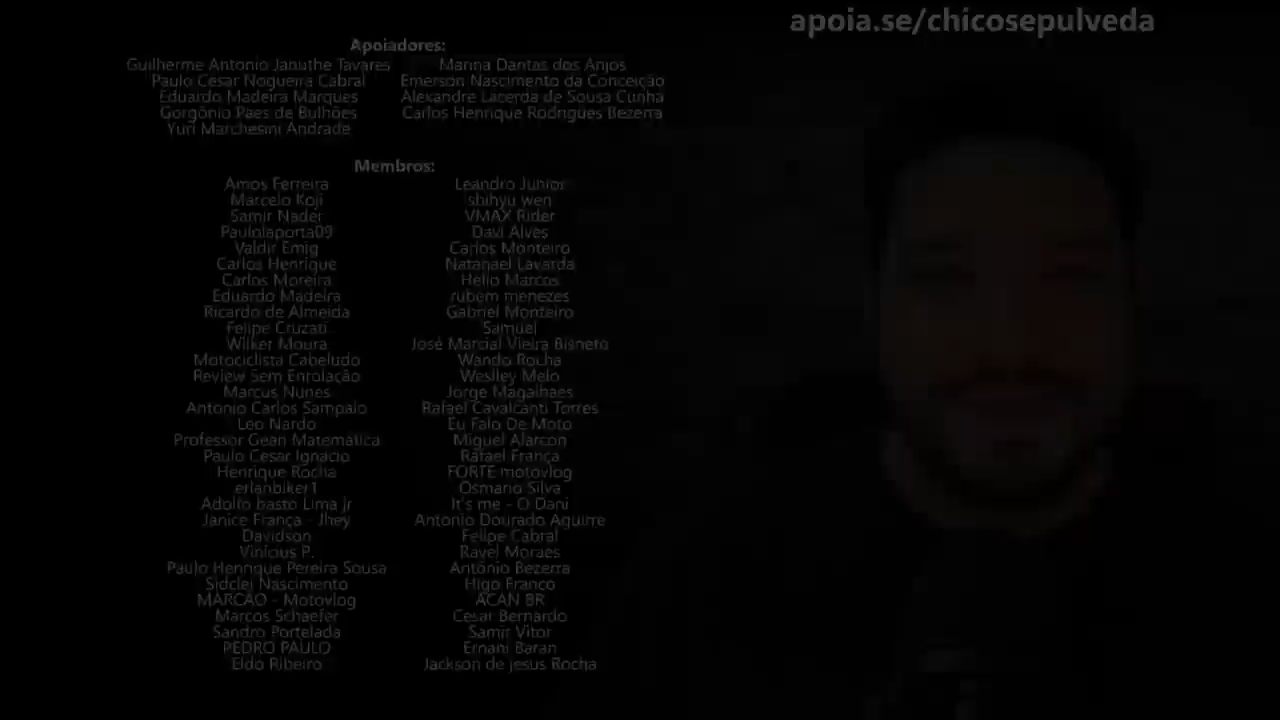 apoia.se/chicosepulveda
Apoiadores:
Guilherme Antonio Januthe Tavares
Marina Dantas dos Anjos
Paulo Cesar Nogueira Cabral
Emerson Nascimento da Conceição
Eduardo Madeira Marques
Alexandre Lacerda de Sousa Cunha
Gorgônio Paes de Bulhões
Carlos Henrique Rodrigues Bezerra
Yuri Marchesini Andrade
Membros:
Amos Ferreira
Leandro Junior
Marcelo Koji
sbihyu wen
Samir Nader
VMAX Rider
Paulolaporta09
Davi Alves
Valdir Emig
Carlos Monteiro
Carlos Henrique
Natanael Lavarda
Carlos Moreira
Helio Marcos
Eduardo Madeira
rubem menezes
Ricardo de Almeida
Gabriel Monteiro
Felipe Cruzati
Samuel
Wilker Moura
José Marcial Vieira Bisneto
Motociclista Cabeludo
Wando Rocha
Review Sem Enrolação
Weslley Melo
Marcus Nunes
Jorge Magalhaes
Antonio Carlos Sampaio
Rafael Cavalcanti Torres
Leo Nardo
Eu Falo De Moto
Professor Gean Matemática
Miguel Alarcon
Paulo Cesar Ignacio
Rafael França
Henrique Rocha
FORTE motovlog
erlanbiker1
Osmano Silva
Adolfo basto Lima jr
It's me - O Dani
Janice França - Jhey
Antonio Dourado Aguirre
Davidson
Felipe Cabral
Vinicius P.
Ravel Moraes
Paulo Henrique Pereira Sousa
Antônio Bezerra
Sidclei Nascimento
Higo Franco
MARCÃO - Motovlog
ACAN BR
Marcos Schaefer
Cesar Bernardo
Sandro Portelada
Samir Vitor
PEDRO PAULO
Ernani Baran
Eldo Ribeiro
Jackson de jesus Rocha